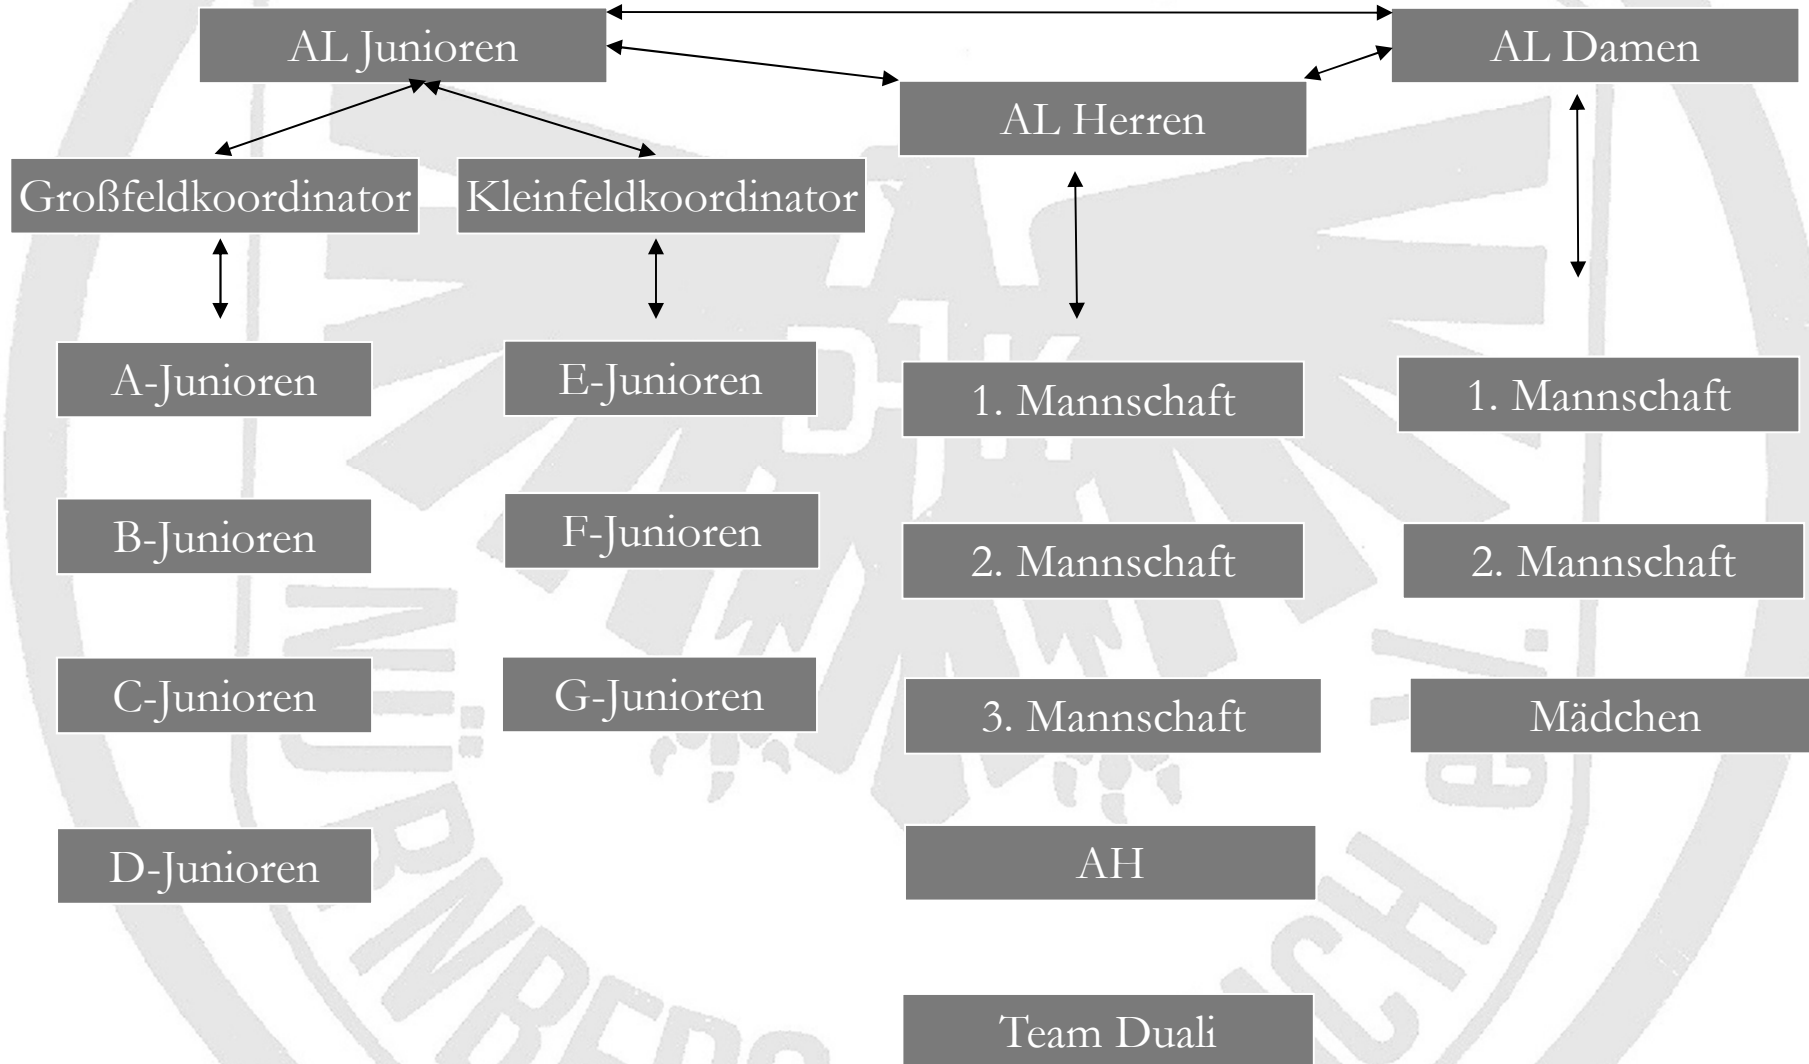 AL Junioren
AL Damen
AL Herren
Großfeldkoordinator
Kleinfeldkoordinator
A-Junioren
E-Junioren
1. Mannschaft
1. Mannschaft
B-Junioren
F-Junioren
2. Mannschaft
2. Mannschaft
C-Junioren
G-Junioren
3. Mannschaft
Mädchen
D-Junioren
AH
Team Duali
DJK
e.V.